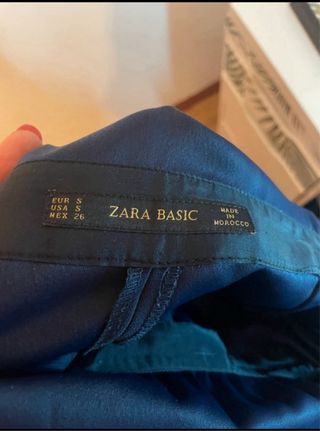 EUR S
USA S
MEX 26
ZARA BASIC
MADE
IN
MOROCCO